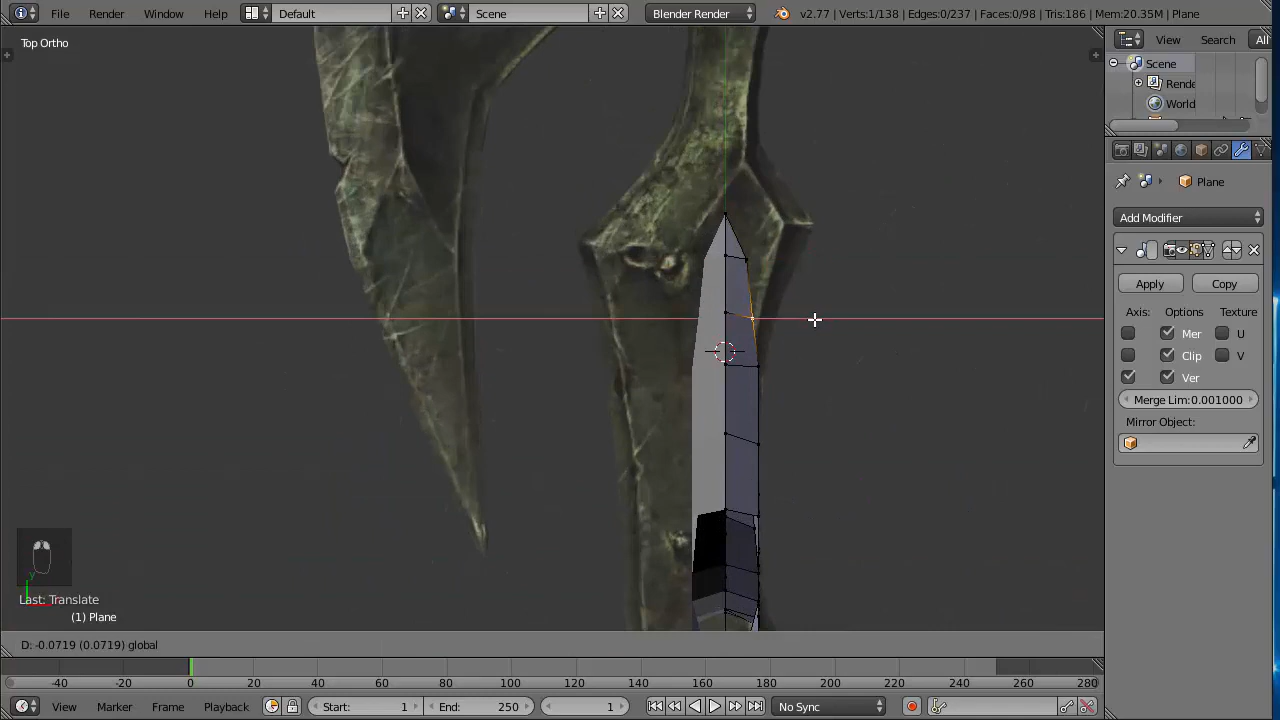 File Render Window Help Default Scene Blender Render v2.77 | Verts:1/138 | Edges:0/237 | Faces:0/98 | Tris:186 | Mem:20.35M | Plane
Top Ortho
View Search All
Scene
Rende
World
Plane
Add Modifier
Apply Copy
Axis: Options Texture
Mer U
Clip V
Ver
Merge Lim:0.001000
Mirror Object:
y
Last: Translate
(1) Plane
D: -0.0719 (0.0719) global
-40 -20 0 20 40 60 80 100 120 140 160 180 200 220 240 260 280
View Marker Frame Playback Start: 1 End: 250 1 No Sync